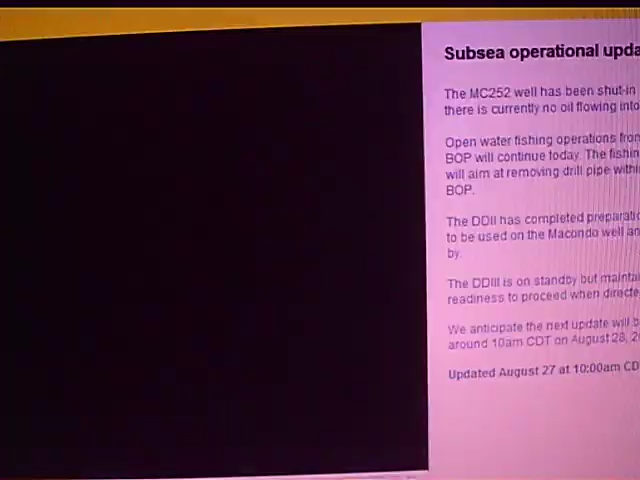 Subsea operational upda
The MC252 well has been shut-in
there is currently no oil flowing into
Open water fishing operations from
BOP will continue today. The fishin
will aim at removing drill pipe withi
BOP.
The DDII has completed preparatio
to be used on the Macondo well an
by.
The DDIII is on standby but mainta
readiness to proceed when directe
We anticipate the next update will b
around 10am CDT on August 28, 2
Updated August 27 at 10:00am CD